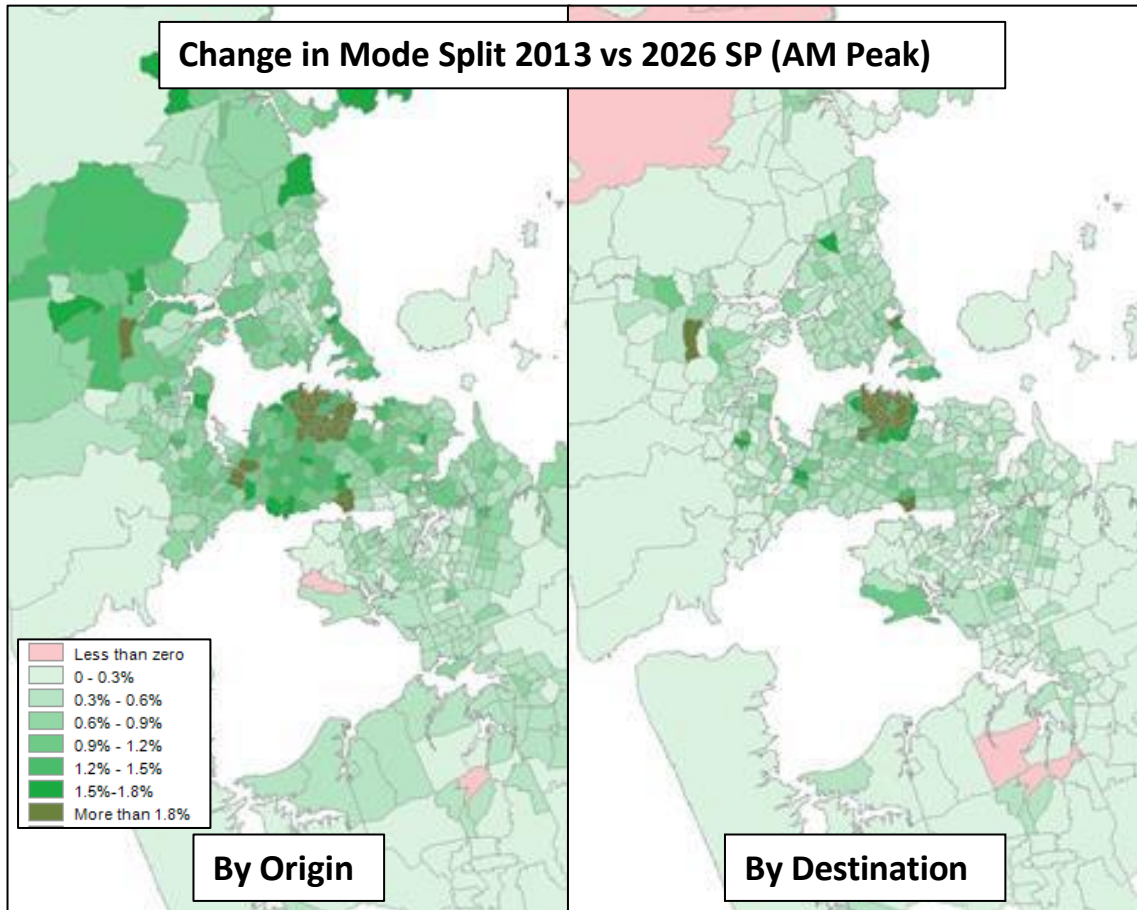 Change in Mode Split 2013 vs 2026 SP (AM Peak)
Less than zero
0 - 0.3%
0.3% - 0.6%
0.6% - 0.9%
0.9% - 1.2%
1.2% - 1.5%
1.5%-1.8%
More than 1.8%
By Origin
By Destination